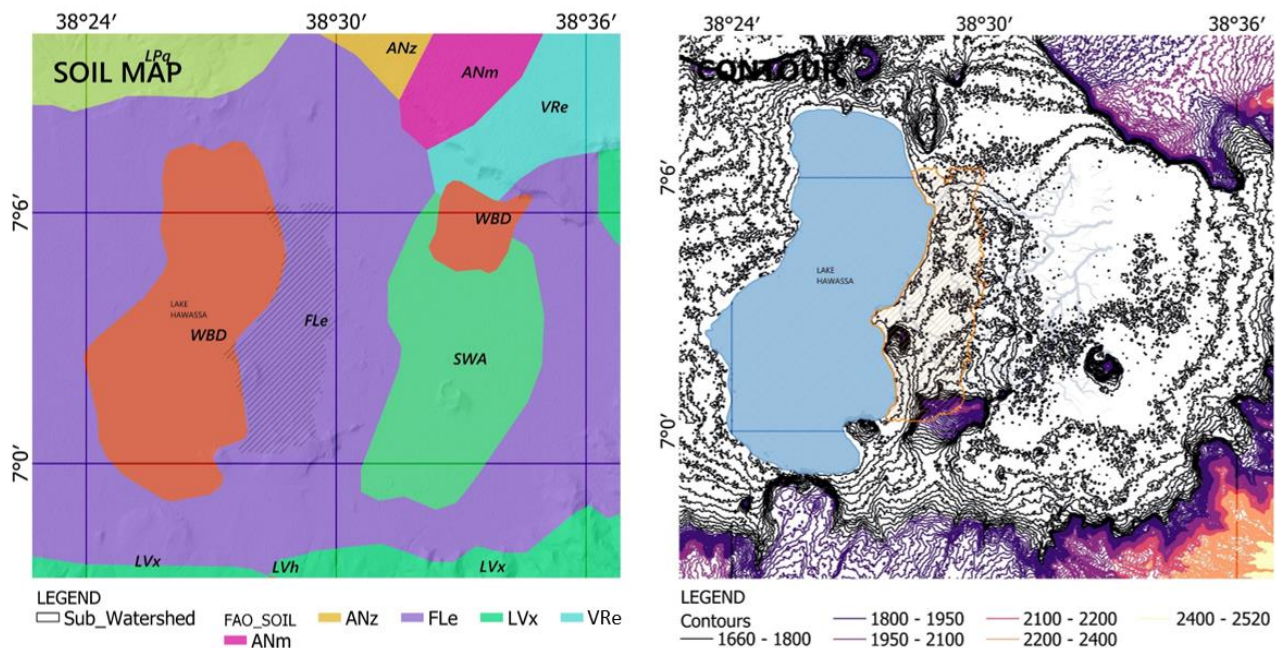 38°24′ 38°30′ 38°36′
SOIL MAP
LPq
ANz
ANm
VRe
7°6′
WBD
LAKE
HAWASSA
WBD
FLe
SWA
7°0′
LVx
LVh
LVx
LEGEND
Sub_Watershed FAO_SOIL ANz FLe LVx VRe
ANm
38°24′ 38°30′ 38°36′
CONTOUR
7°6′
LAKE
HAWASSA
7°0′
LEGEND
Contours 1800 - 1950 2100 - 2200 2400 - 2520
1660 - 1800 1950 - 2100 2200 - 2400